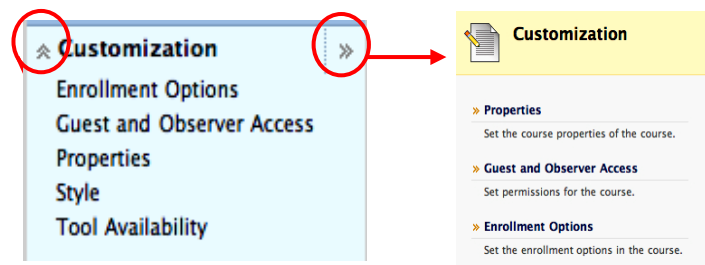 Customization
Enrollment Options
Guest and Observer Access
Properties
Style
Tool Availability
Customization
» Properties
Set the course properties of the course.
» Guest and Observer Access
Set permissions for the course.
» Enrollment Options
Set the enrollment options in the course.